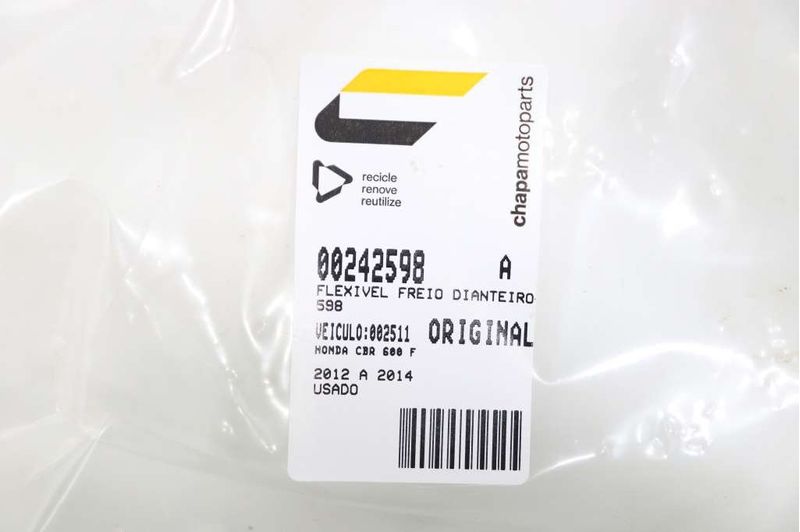 chapamotoparts
recicle
renove
reutilize
00242598 A
FLEXIVEL FREIO DIANTEIRO
598
VEICULO:002511 ORIGINAL
HONDA CBR 600 F
2012 A 2014
USADO